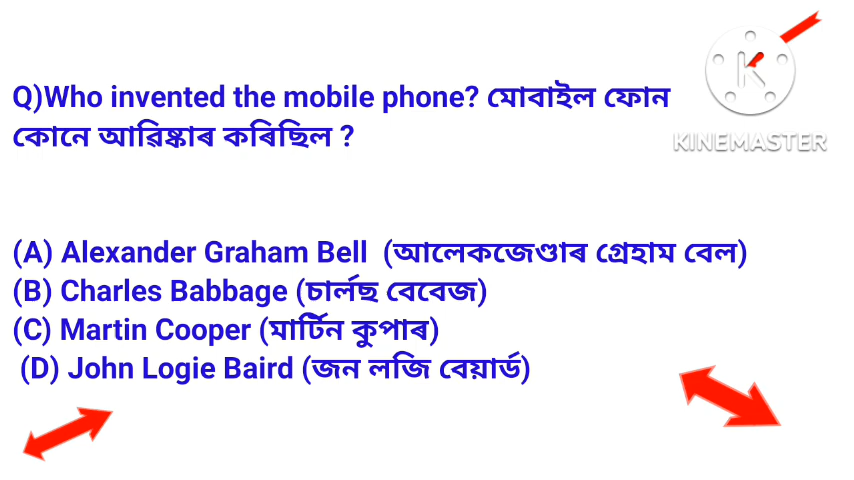 Q)Who invented the mobile phone? মোবাইল ফোন
কোনে আৱিষ্কাৰ কৰিছিল ?
KINEMASTER
(A) Alexander Graham Bell (আলেকজেণ্ডাৰ গ্ৰেহাম বেল)
(B) Charles Babbage (চাৰ্লছ বেবেজ)
(C) Martin Cooper (মাৰ্টিন কুপাৰ)
(D) John Logie Baird (জন লজি বেয়াৰ্ড)